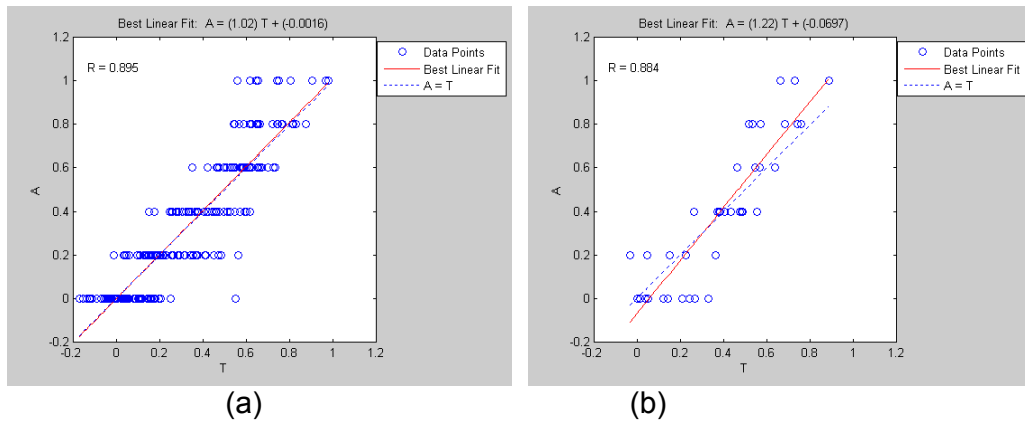 Best Linear Fit: A = (1.02) T + (-0.0016)
1.2
1
0.8
0.6
0.4
0.2
0
-0.2
A
R = 0.895
Data Points
Best Linear Fit
A = T
-0.2 0 0.2 0.4 0.6 0.8 1 1.2
T
(a)
Best Linear Fit: A = (1.22) T + (-0.0697)
1.2
1
0.8
0.6
0.4
0.2
0
-0.2
A
R = 0.884
Data Points
Best Linear Fit
A = T
-0.2 0 0.2 0.4 0.6 0.8 1 1.2
T
(b)